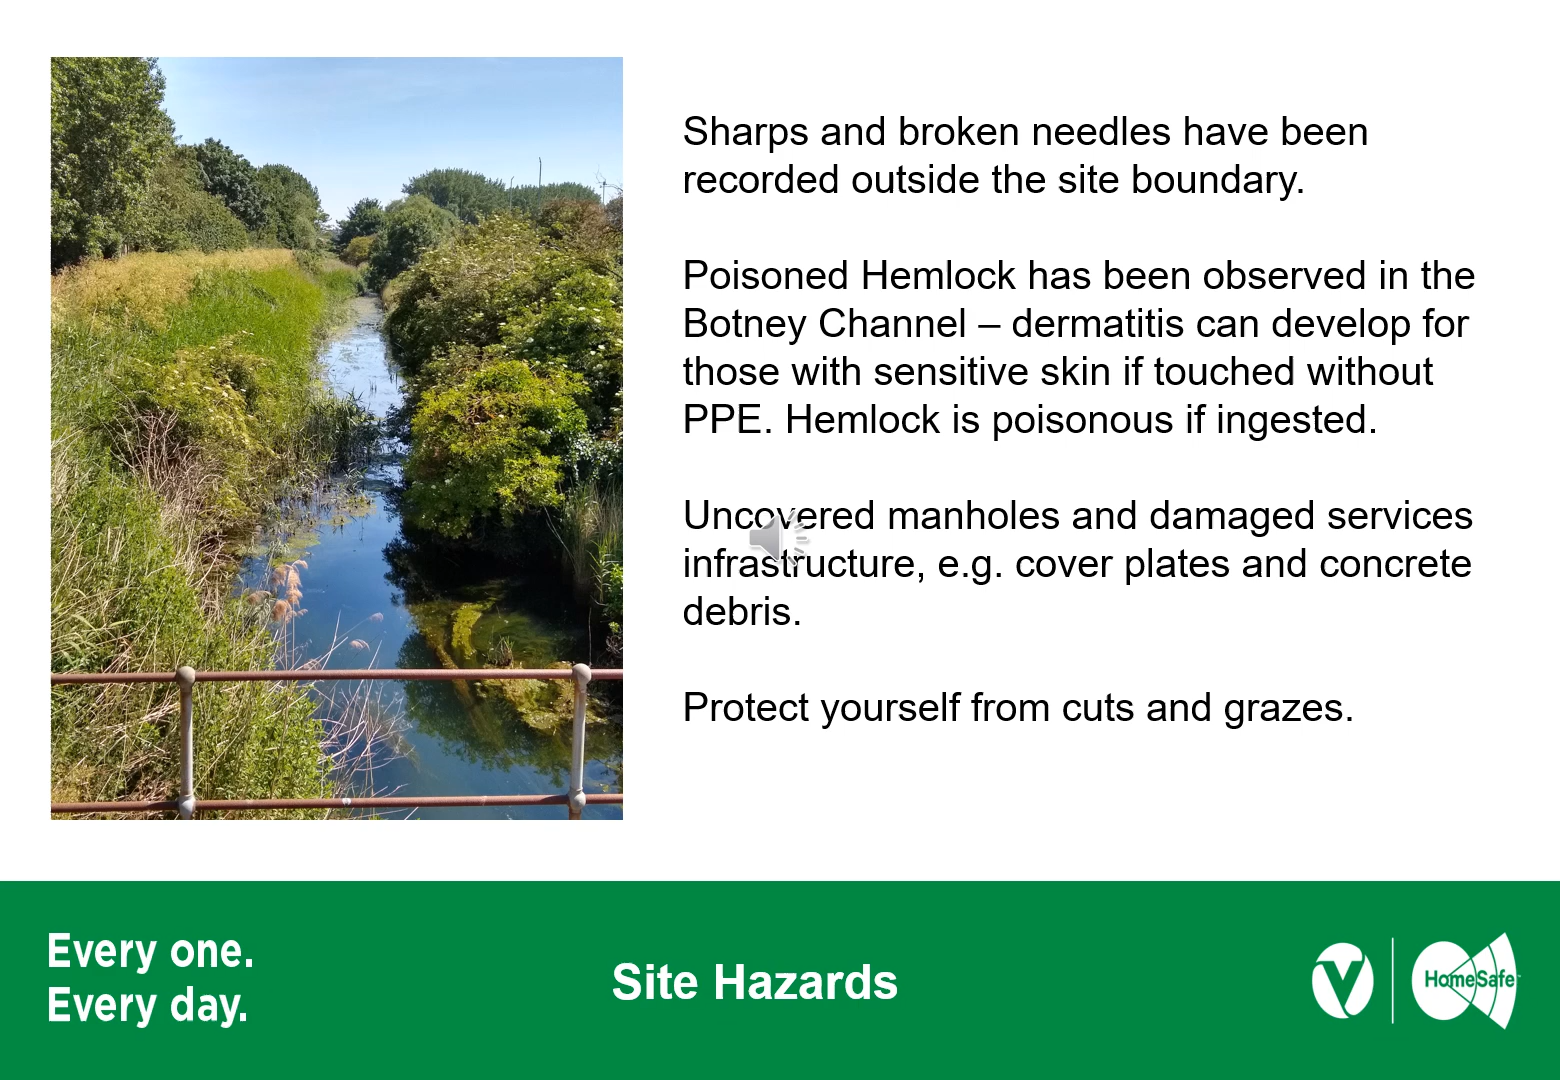 Sharps and broken needles have been
recorded outside the site boundary.
Poisoned Hemlock has been observed in the
Botney Channel – dermatitis can develop for
those with sensitive skin if touched without
PPE. Hemlock is poisonous if ingested.
Uncovered manholes and damaged services
infrastructure, e.g. cover plates and concrete
debris.
Protect yourself from cuts and grazes.
Every one.
Every day.
Site Hazards
V
HomeSafe™